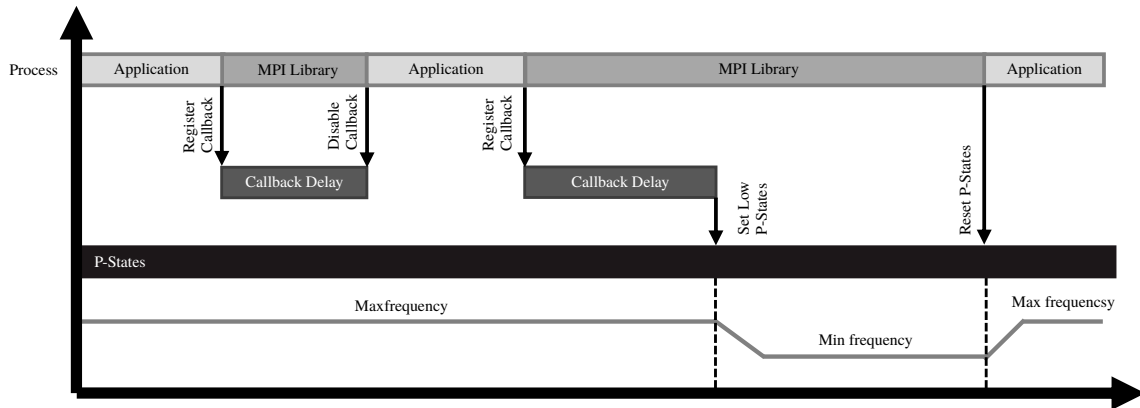 Process
Application
MPI Library
Application
MPI Library
Application
Register
Callback
Disable
Callback
Register
Callback
Callback Delay
Callback Delay
Set Low
P-States
Reset P-States
P-States
Maxfrequency
Min frequency
Max frequencsy